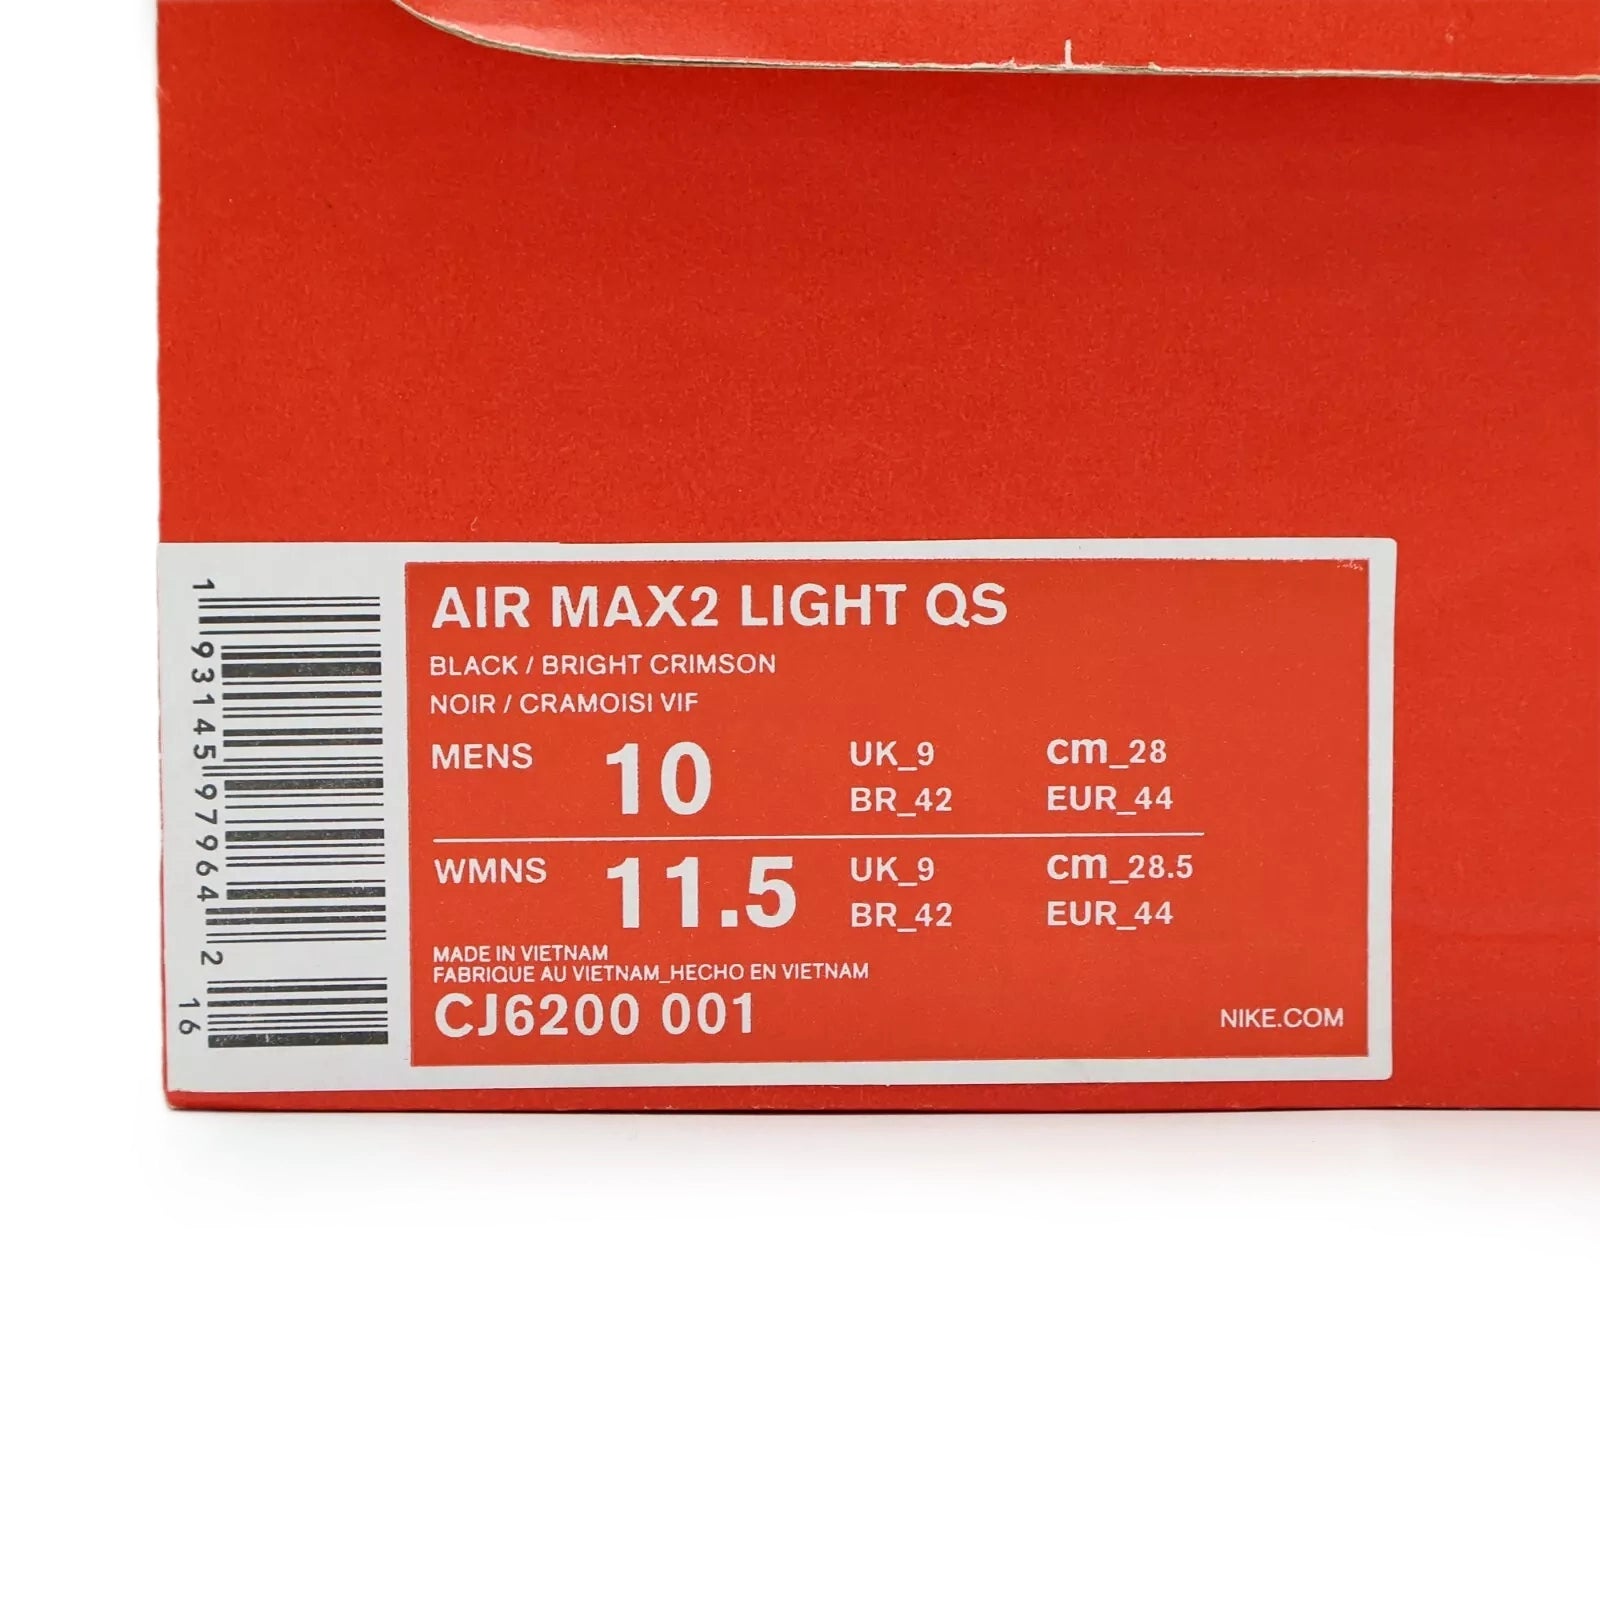 AIR MAX2 LIGHT QS
BLACK / BRIGHT CRIMSON
NOIR / CRAMOISI VIF
MENS 10 UK_9 cm_28
BR_42 EUR_44
WMNS 11.5 UK_9 cm_28.5
BR_42 EUR_44
MADE IN VIETNAM
FABRIQUE AU VIETNAM_HECHO EN VIETNAM
CJ6200 001
NIKE.COM
1 93145 97964 2
16